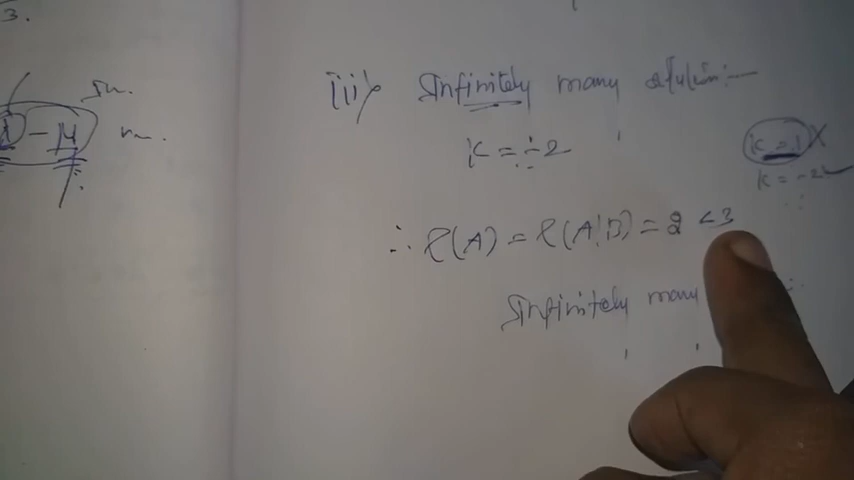 3.
λ - μ
iii) Infinitely many solution:-
K = -2
K = 1 X
K = -2 ✓
∴ ρ(A) = ρ(A|B) = 2 < 3
Infinitely many